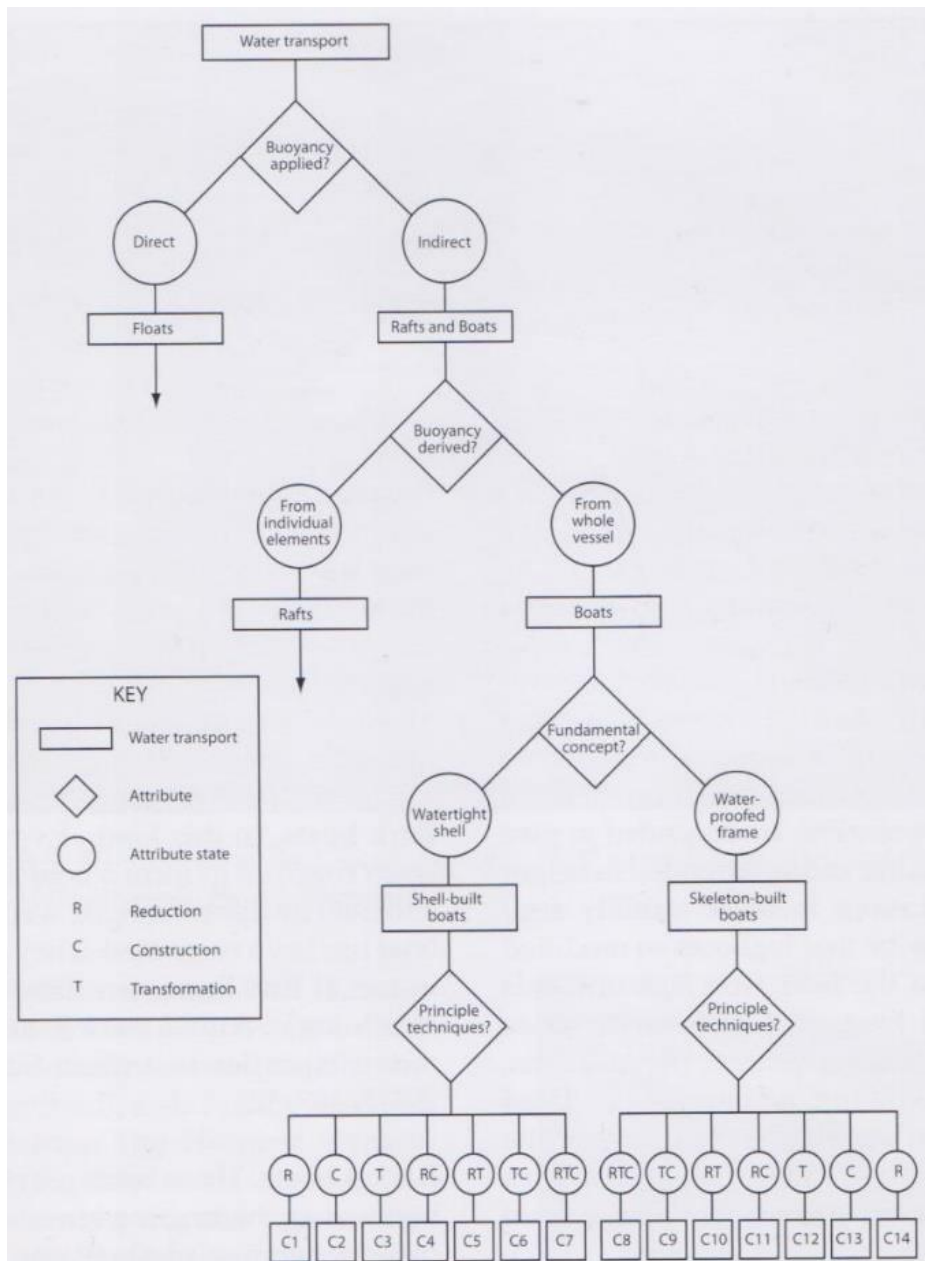 Water transport
Buoyancy
applied?
Direct
Indirect
Floats
Rafts and Boats
Buoyancy
derived?
From
individual
elements
From
whole
vessel
Rafts
Boats
KEY
Water transport
Attribute
Attribute state
R Reduction
C Construction
T Transformation
Fundamental
concept?
Watertight
shell
Water-
proofed
frame
Shell-built
boats
Skeleton-built
boats
Principle
techniques?
Principle
techniques?
R C T RC RT TC RTC RTC TC RT RC T C R
C1 C2 C3 C4 C5 C6 C7 C8 C9 C10 C11 C12 C13 C14